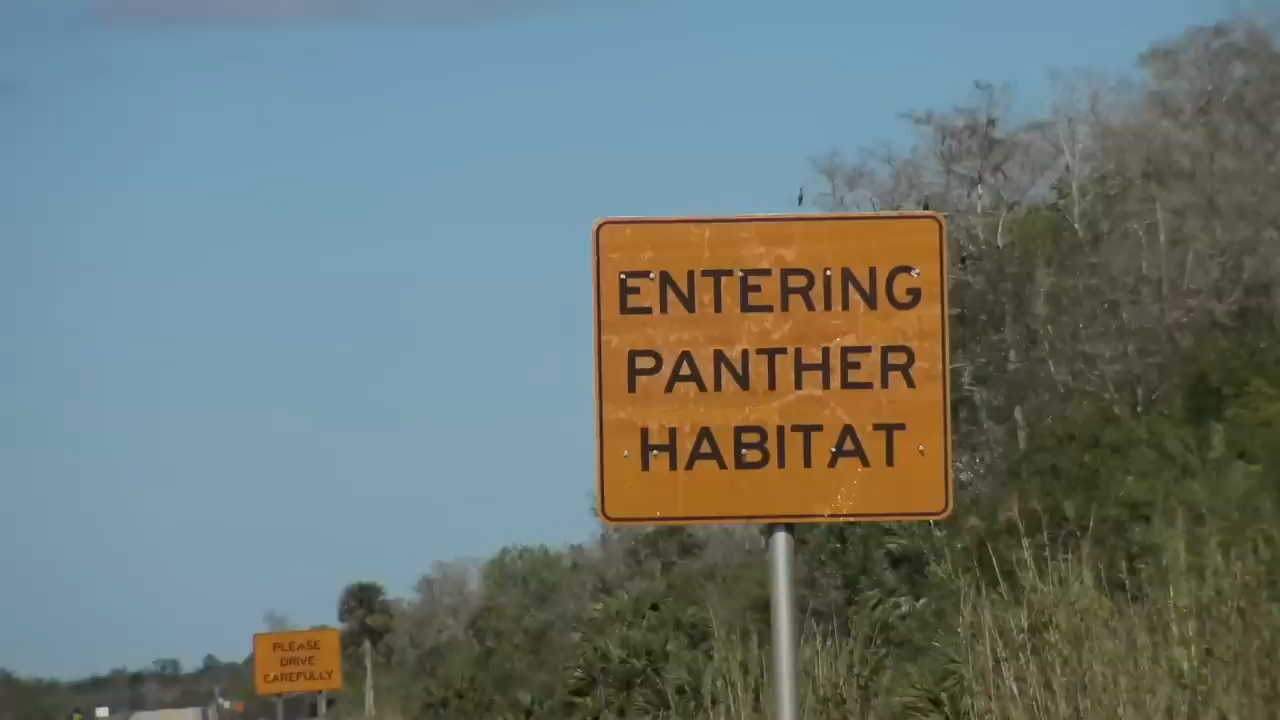 ENTERING
PANTHER
HABITAT
PLEASE
DRIVE
CAREFULLY